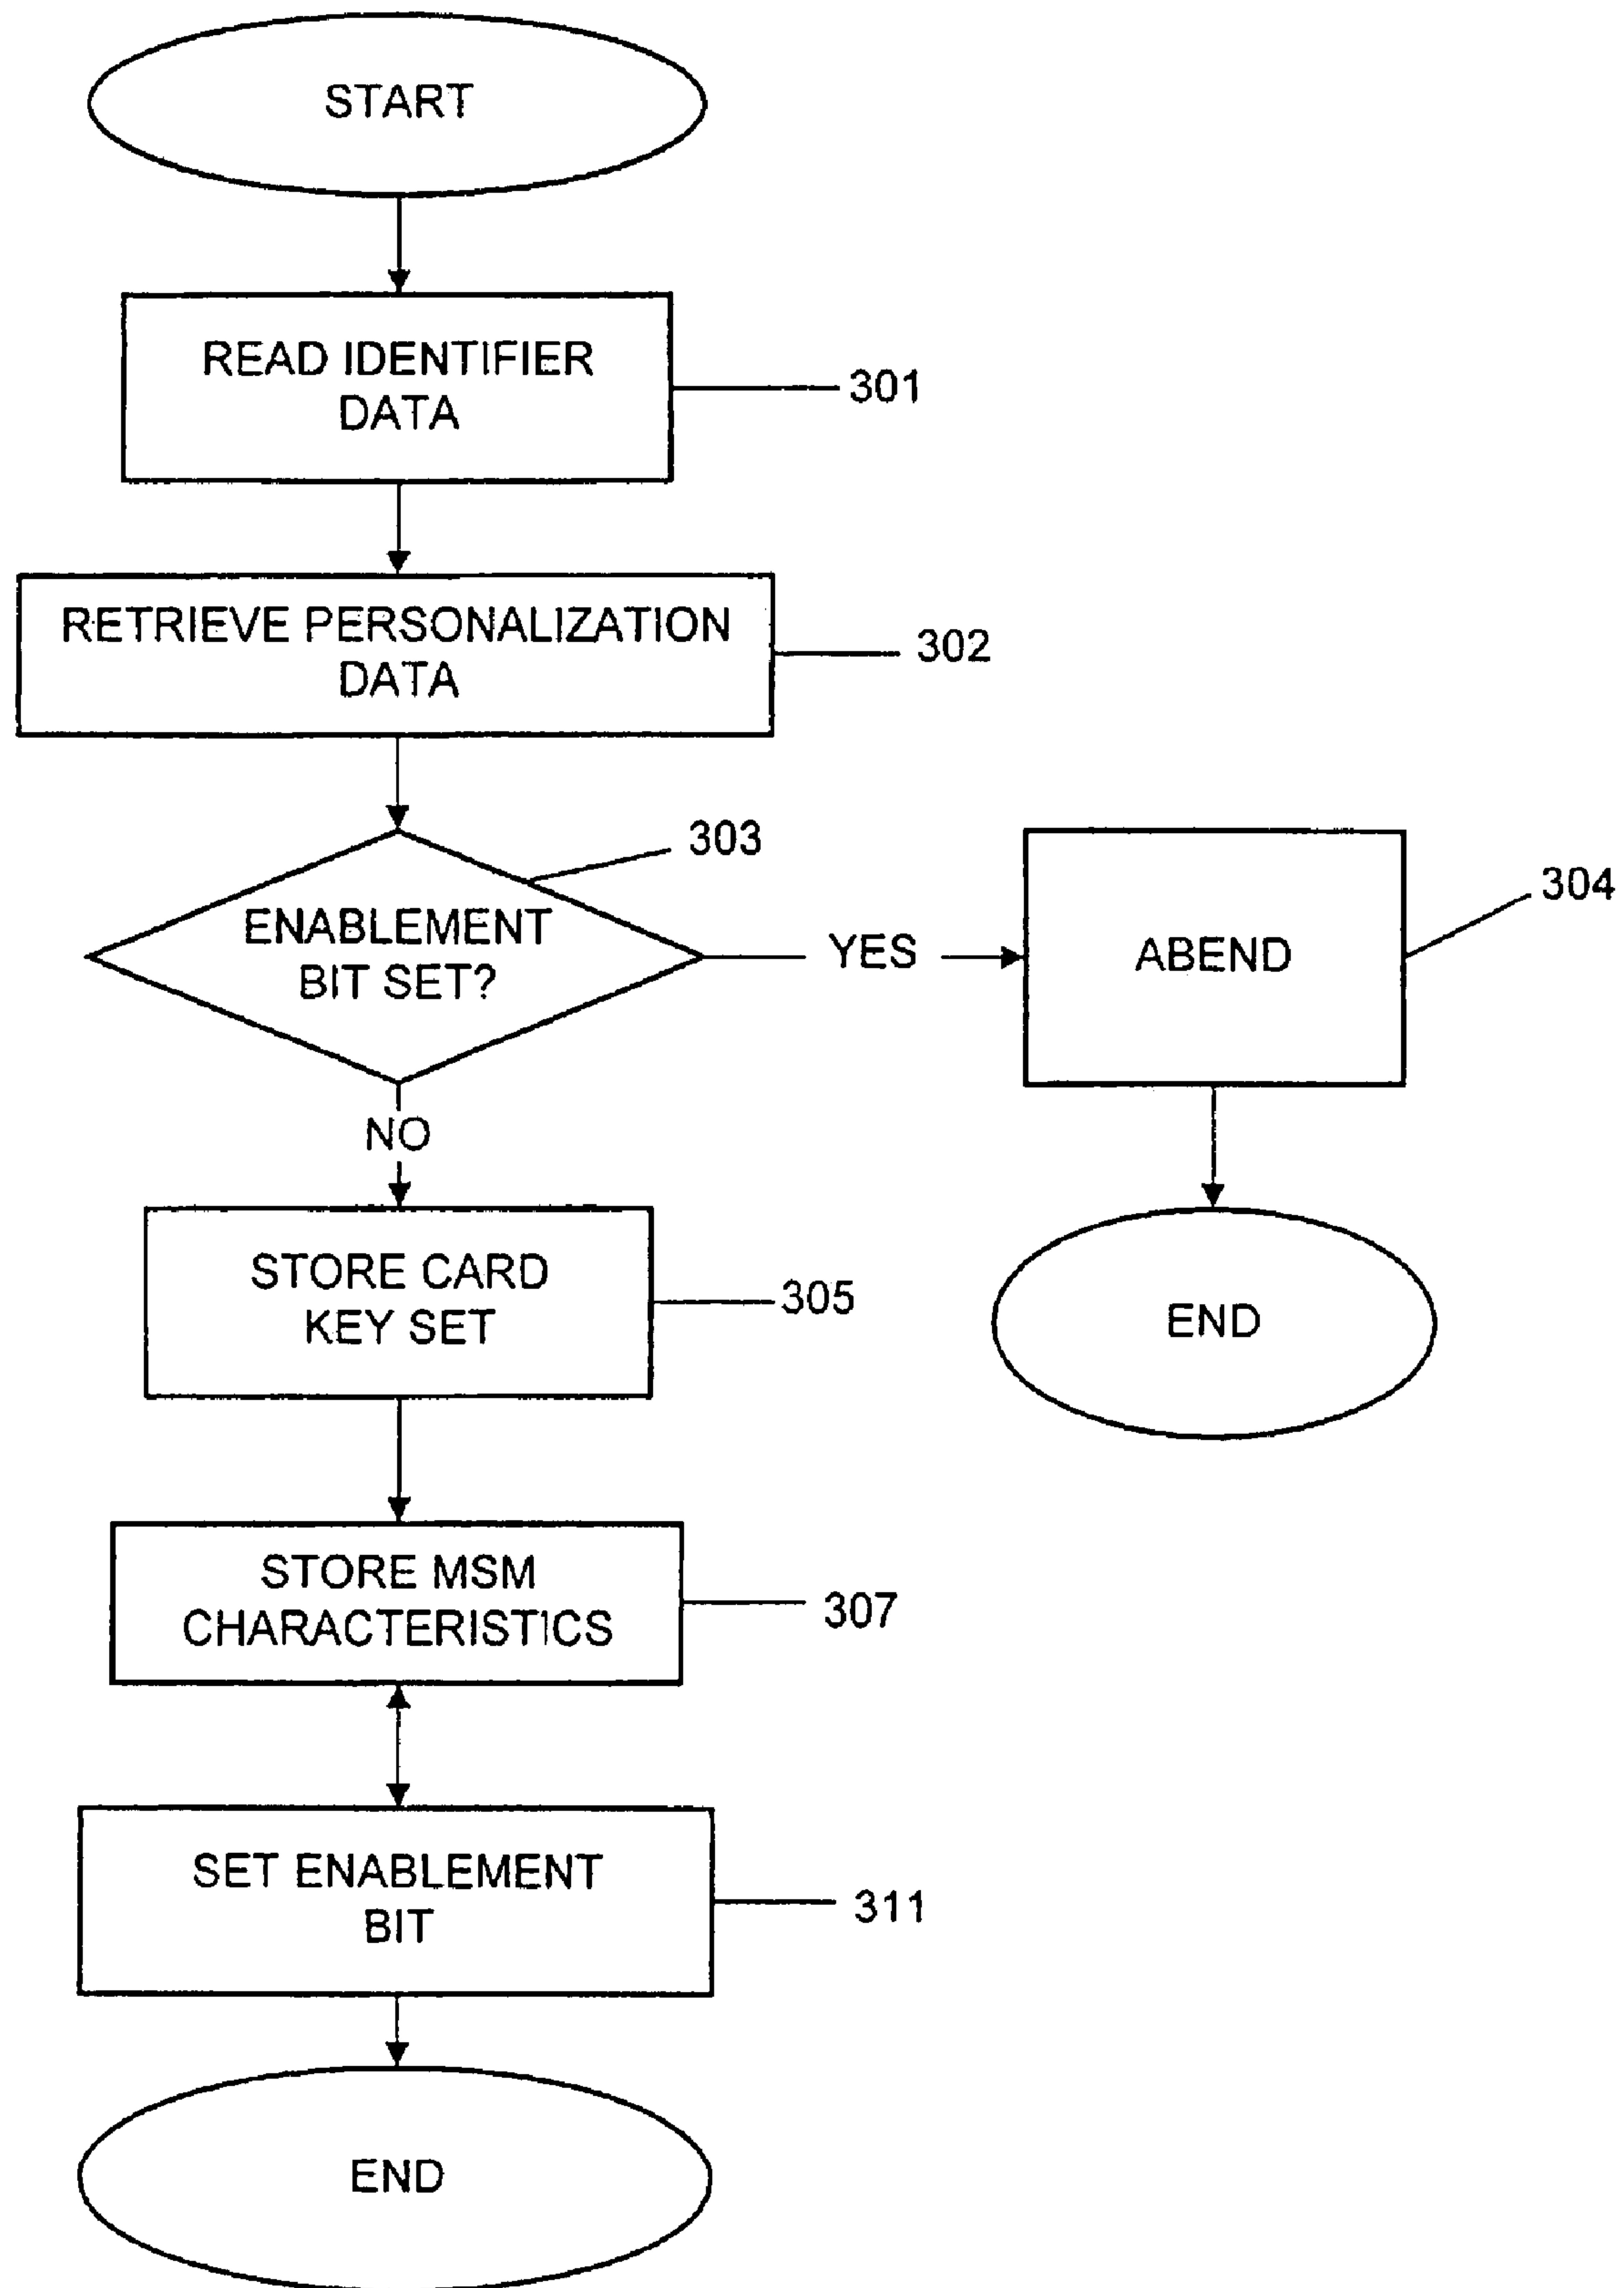 START
READ IDENTIFIER
DATA
301
RETRIEVE PERSONALIZATION
DATA
302
303
ENABLEMENT
BIT SET?
YES
ABEND
304
NO
STORE CARD
KEY SET
305
END
STORE MSM
CHARACTERISTICS
307
SET ENABLEMENT
BIT
311
END